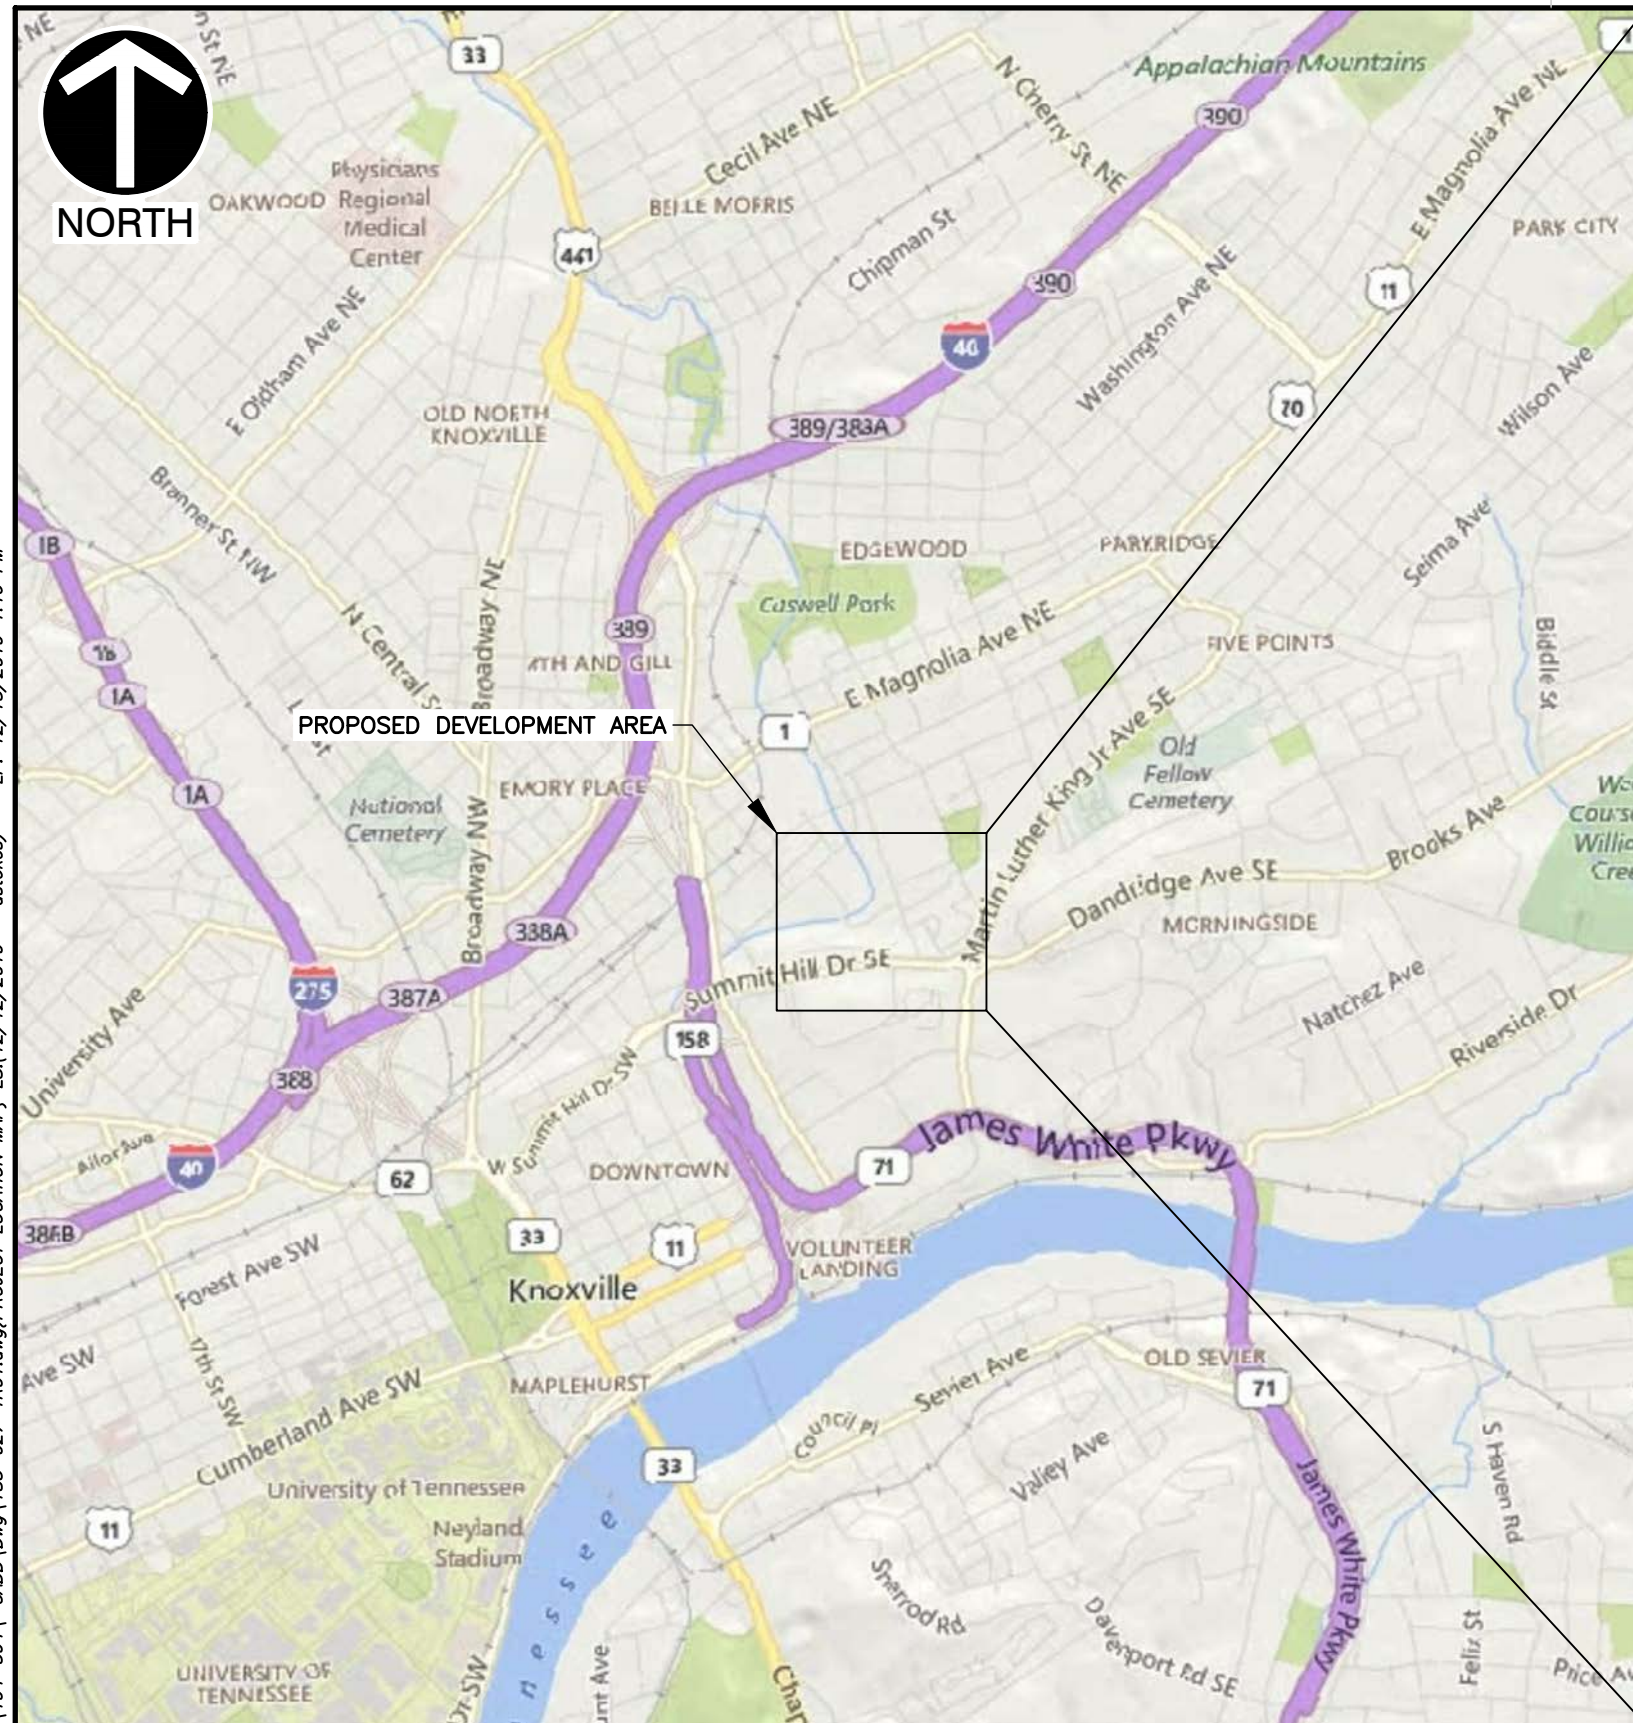 NORTH
33
Appalachian Mountains
N Cherry St NE
390
E Magnolia Ave NE
Cecil Ave NE
Physicians
Regional
Medical
Center
OAKWOOD
BELLE MORRIS
PARK CITY
441
Chipman St
390
11
40
Washington Ave NE
E Oldham Ave NE
OLD NORTH
KNOXVILLE
389/388A
70
Wilson Ave
Branner St NW
1B
EDGEWOOD
PARKRIDGE
Selma Ave
Caswell Park
389
Broadway NE
N Central St
4TH AND GILL
E Magnolia Ave NE
FIVE POINTS
Biddle St
1B
1A
PROPOSED DEVELOPMENT AREA
1
Martin Luther King Jr Ave SE
Old
Fellow
Cemetery
1A
National
Cemetery
EMORY PLACE
Broadway NW
Brooks Ave
Dandridge Ave SE
MORNINGSIDE
338A
Summit Hill Dr SE
275
387A
Natchez Ave
Riverside Dr
University Ave
158
388
W Summit Hill Dr SW
James White Pkwy
Ailor Ave
40
62
DOWNTOWN
71
386B
33
11
VOLUNTEER
LANDING
Forest Ave SW
Knoxville
17th St SW
Ave SW
OLD SEVIER
71
MAPLEHURST
Sevier Ave
Council Pl
Cumberland Ave SW
33
Valley Ave
S Haven Rd
University of Tennessee
11
Neyland
Stadium
James White Pkwy
Sherrod Rd
Davenport Rd SE
Felix St
UNIVERSITY OF
TENNESSEE
nessee